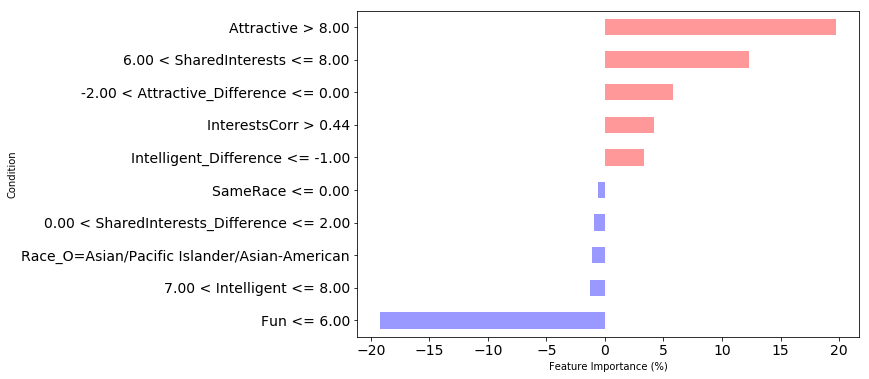 Attractive > 8.00
6.00 < SharedInterests <= 8.00
-2.00 < Attractive_Difference <= 0.00
InterestsCorr > 0.44
Intelligent_Difference <= -1.00
SameRace <= 0.00
0.00 < SharedInterests_Difference <= 2.00
Race_O=Asian/Pacific Islander/Asian-American
7.00 < Intelligent <= 8.00
Fun <= 6.00
Condition
−20 −15 −10 −5 0 5 10 15 20
Feature Importance (%)